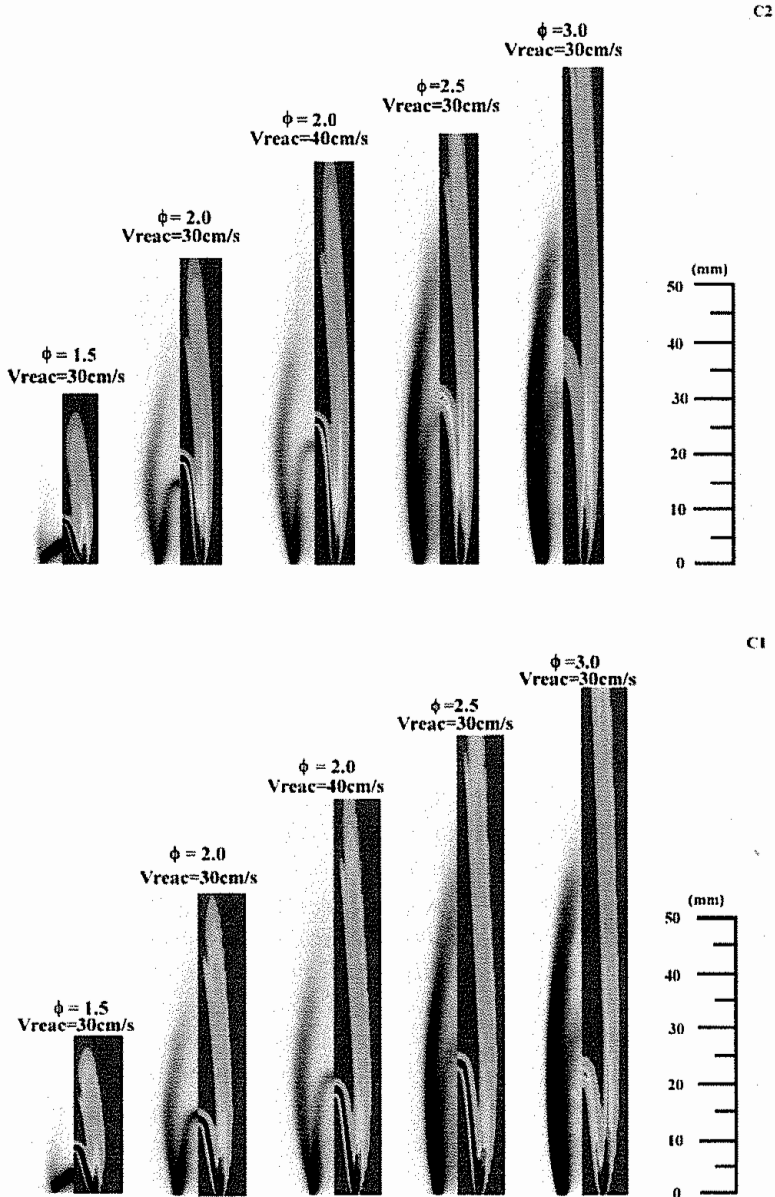 C2
ϕ=3.0
Vreac=30cm/s
ϕ=2.5
Vreac=30cm/s
ϕ = 2.0
Vreac=40cm/s
ϕ = 2.0
Vreac=30cm/s
ϕ = 1.5
Vreac=30cm/s
(mm)
50
40
30
20
10
0
C1
ϕ=3.0
Vreac=30cm/s
ϕ=2.5
Vreac=30cm/s
ϕ = 2.0
Vreac=40cm/s
ϕ = 2.0
Vreac=30cm/s
ϕ = 1.5
Vreac=30cm/s
(mm)
50
40
30
20
10
0